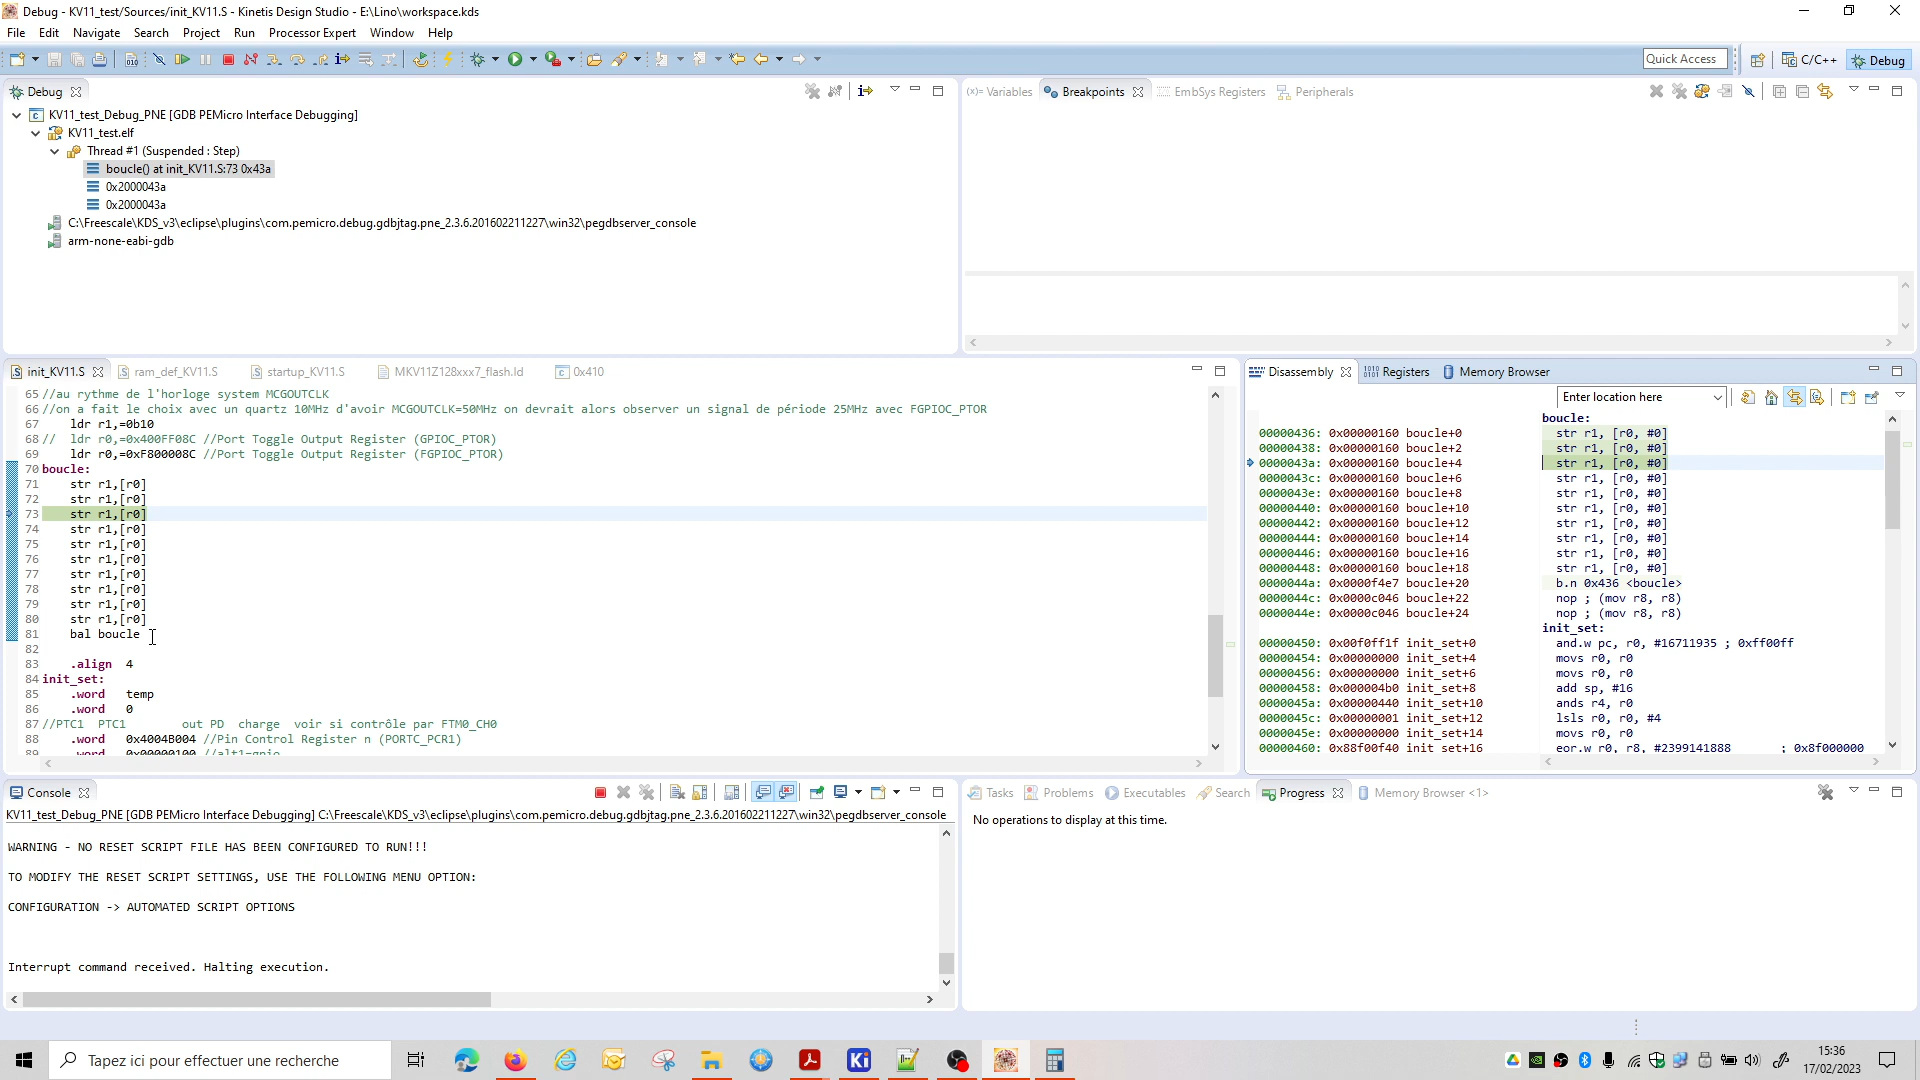 Debug - KV11_test/Sources/init_KV11.S - Kinetis Design Studio - E:\Lino\workspace.kds
File Edit Navigate Search Project Run Processor Expert Window Help
Quick Access C/C++ Debug
Debug
KV11_test_Debug_PNE [GDB PEMicro Interface Debugging]
KV11_test.elf
Thread #1 (Suspended : Step)
boucle() at init_KV11.S:73 0x43a
0x2000043a
0x2000043a
C:\Freescale\KDS_v3\eclipse\plugins\com.pemicro.debug.gdbjtag.pne_2.3.6.201602211227\win32\pegdbserver_console
arm-none-eabi-gdb
(x)= Variables Breakpoints EmbSys Registers Peripherals
init_KV11.S ram_def_KV11.S startup_KV11.S MKV11Z128xxx7_flash.ld 0x410
65 //au rythme de l'horloge system MCGOUTCLK
66 //on a fait le choix avec un quartz 10MHz d'avoir MCGOUTCLK=50MHz on devrait alors observer un signal de période 25MHz avec FGPIOC_PTOR
67 ldr r1,=0b10
68 // ldr r0,=0x400FF08C //Port Toggle Output Register (GPIOC_PTOR)
69 ldr r0,=0xF800008C //Port Toggle Output Register (FGPIOC_PTOR)
70 boucle:
71 str r1,[r0]
72 str r1,[r0]
73 str r1,[r0]
74 str r1,[r0]
75 str r1,[r0]
76 str r1,[r0]
77 str r1,[r0]
78 str r1,[r0]
79 str r1,[r0]
80 str r1,[r0]
81 bal boucle
82
83 .align 4
84 init_set:
85 .word temp
86 .word 0
87 //PTC1 PTC1 out PD charge voir si contrôle par FTM0_CH0
88 .word 0x4004B004 //Pin Control Register n (PORTC_PCR1)
89 .word 0x00000100 //alt1=gpio
Disassembly Registers Memory Browser
Enter location here
boucle:
00000436: 0x00000160 boucle+0 str r1, [r0, #0]
00000438: 0x00000160 boucle+2 str r1, [r0, #0]
0000043a: 0x00000160 boucle+4 str r1, [r0, #0]
0000043c: 0x00000160 boucle+6 str r1, [r0, #0]
0000043e: 0x00000160 boucle+8 str r1, [r0, #0]
00000440: 0x00000160 boucle+10 str r1, [r0, #0]
00000442: 0x00000160 boucle+12 str r1, [r0, #0]
00000444: 0x00000160 boucle+14 str r1, [r0, #0]
00000446: 0x00000160 boucle+16 str r1, [r0, #0]
00000448: 0x00000160 boucle+18 str r1, [r0, #0]
0000044a: 0x0000f4e7 boucle+20 b.n 0x436 <boucle>
0000044c: 0x0000c046 boucle+22 nop ; (mov r8, r8)
0000044e: 0x0000c046 boucle+24 nop ; (mov r8, r8)
init_set:
00000450: 0x00f0ff1f init_set+0 and.w pc, r0, #16711935 ; 0xff00ff
00000454: 0x00000000 init_set+4 movs r0, r0
00000456: 0x00000000 init_set+6 movs r0, r0
00000458: 0x000004b0 init_set+8 add sp, #16
0000045a: 0x00000440 init_set+10 ands r4, r0
0000045c: 0x00000001 init_set+12 lsls r0, r0, #4
0000045e: 0x00000000 init_set+14 movs r0, r0
00000460: 0x88f00f40 init_set+16 eor.w r0, r8, #2399141888 ; 0x8f000000
Console
KV11_test_Debug_PNE [GDB PEMicro Interface Debugging] C:\Freescale\KDS_v3\eclipse\plugins\com.pemicro.debug.gdbjtag.pne_2.3.6.201602211227\win32\pegdbserver_console
WARNING - NO RESET SCRIPT FILE HAS BEEN CONFIGURED TO RUN!!!
TO MODIFY THE RESET SCRIPT SETTINGS, USE THE FOLLOWING MENU OPTION:
CONFIGURATION -> AUTOMATED SCRIPT OPTIONS
Interrupt command received. Halting execution.
Tasks Problems Executables Search Progress Memory Browser <1>
No operations to display at this time.
Tapez ici pour effectuer une recherche
15:36
17/02/2023